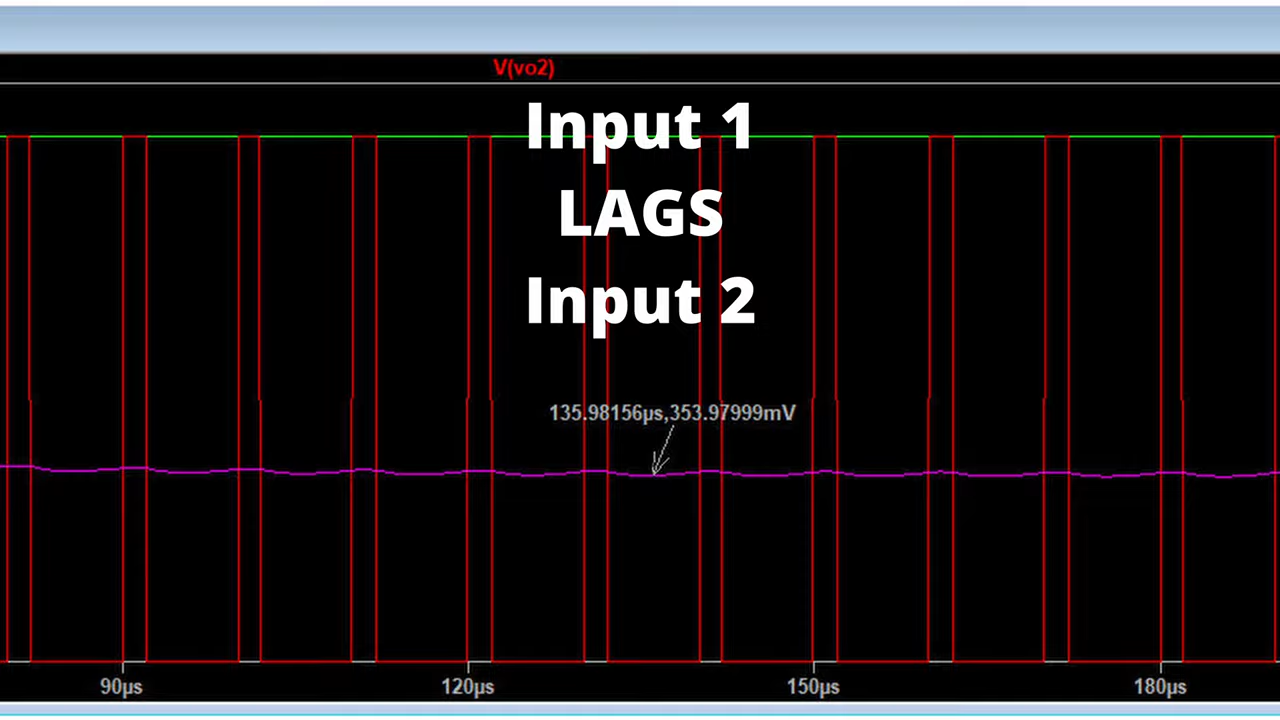 V(vo2)
Input 1
LAGS
Input 2
135.98156µs,353.97999mV
90µs 120µs 150µs 180µs